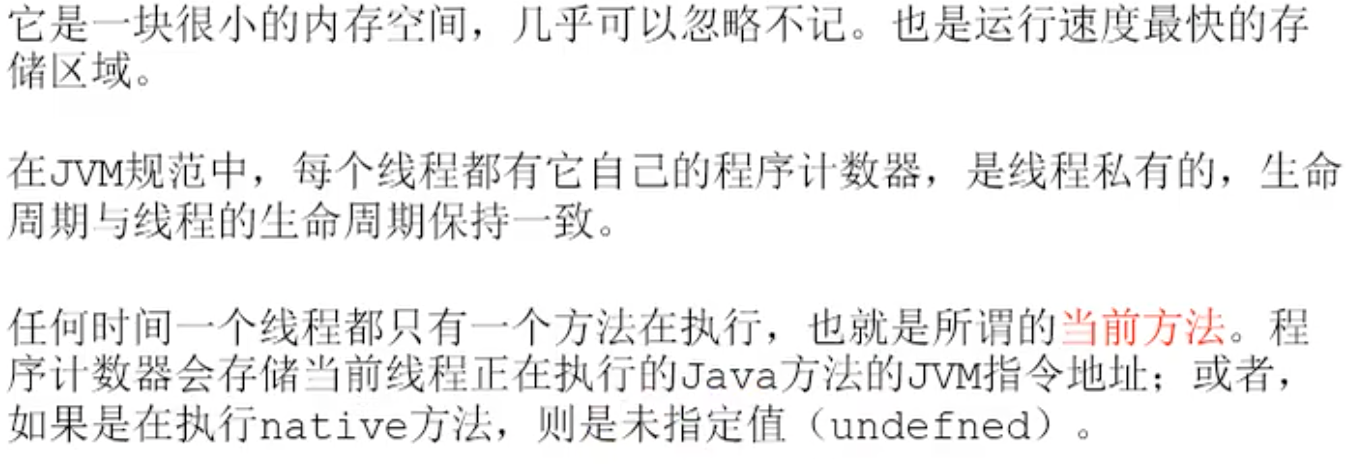 它是一块很小的内存空间，几乎可以忽略不记。也是运行速度最快的存
储区域。
在JVM规范中，每个线程都有它自己的程序计数器，是线程私有的，生命
周期与线程的生命周期保持一致。
任何时间一个线程都只有一个方法在执行，也就是所谓的当前方法。程
序计数器会存储当前线程正在执行的Java方法的JVM指令地址；或者，
如果是在执行native方法，则是未指定值（undefned）。